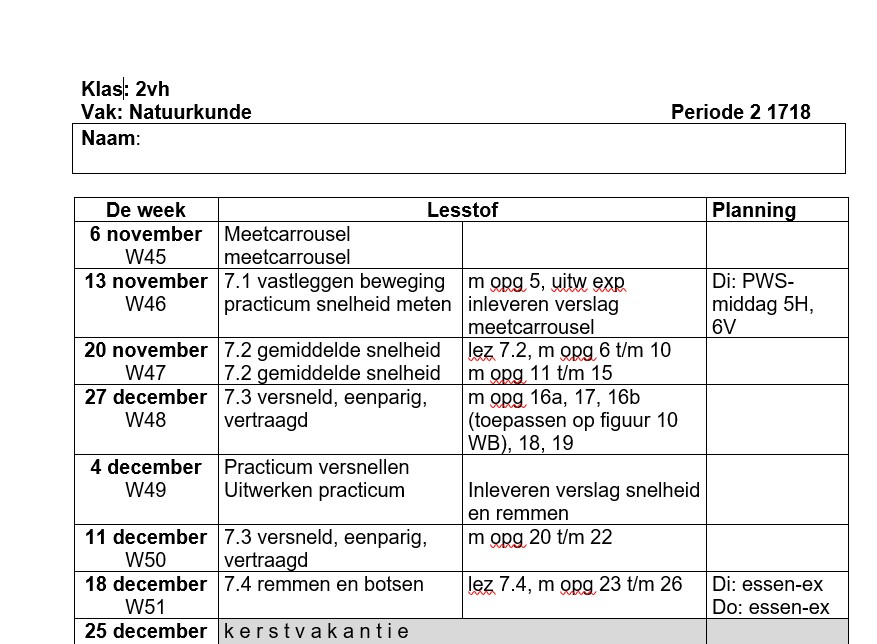 Klas: 2vh
Vak: Natuurkunde Periode 2 1718
Naam:
De week Lesstof Planning
6 november Meetcarrousel
W45 meetcarrousel
13 november 7.1 vastleggen beweging m opg 5, uitw exp Di: PWS-
W46 practicum snelheid meten inleveren verslag middag 5H,
meetcarrousel 6V
20 november 7.2 gemiddelde snelheid lez 7.2, m opg 6 t/m 10
W47 7.2 gemiddelde snelheid m opg 11 t/m 15
27 december 7.3 versneld, eenparig, m opg 16a, 17, 16b
W48 vertraagd (toepassen op figuur 10
WB), 18, 19
4 december Practicum versnellen
W49 Uitwerken practicum Inleveren verslag snelheid
en remmen
11 december 7.3 versneld, eenparig, m opg 20 t/m 22
W50 vertraagd
18 december 7.4 remmen en botsen lez 7.4, m opg 23 t/m 26 Di: essen-ex
W51 Do: essen-ex
25 december k e r s t v a k a n t i e